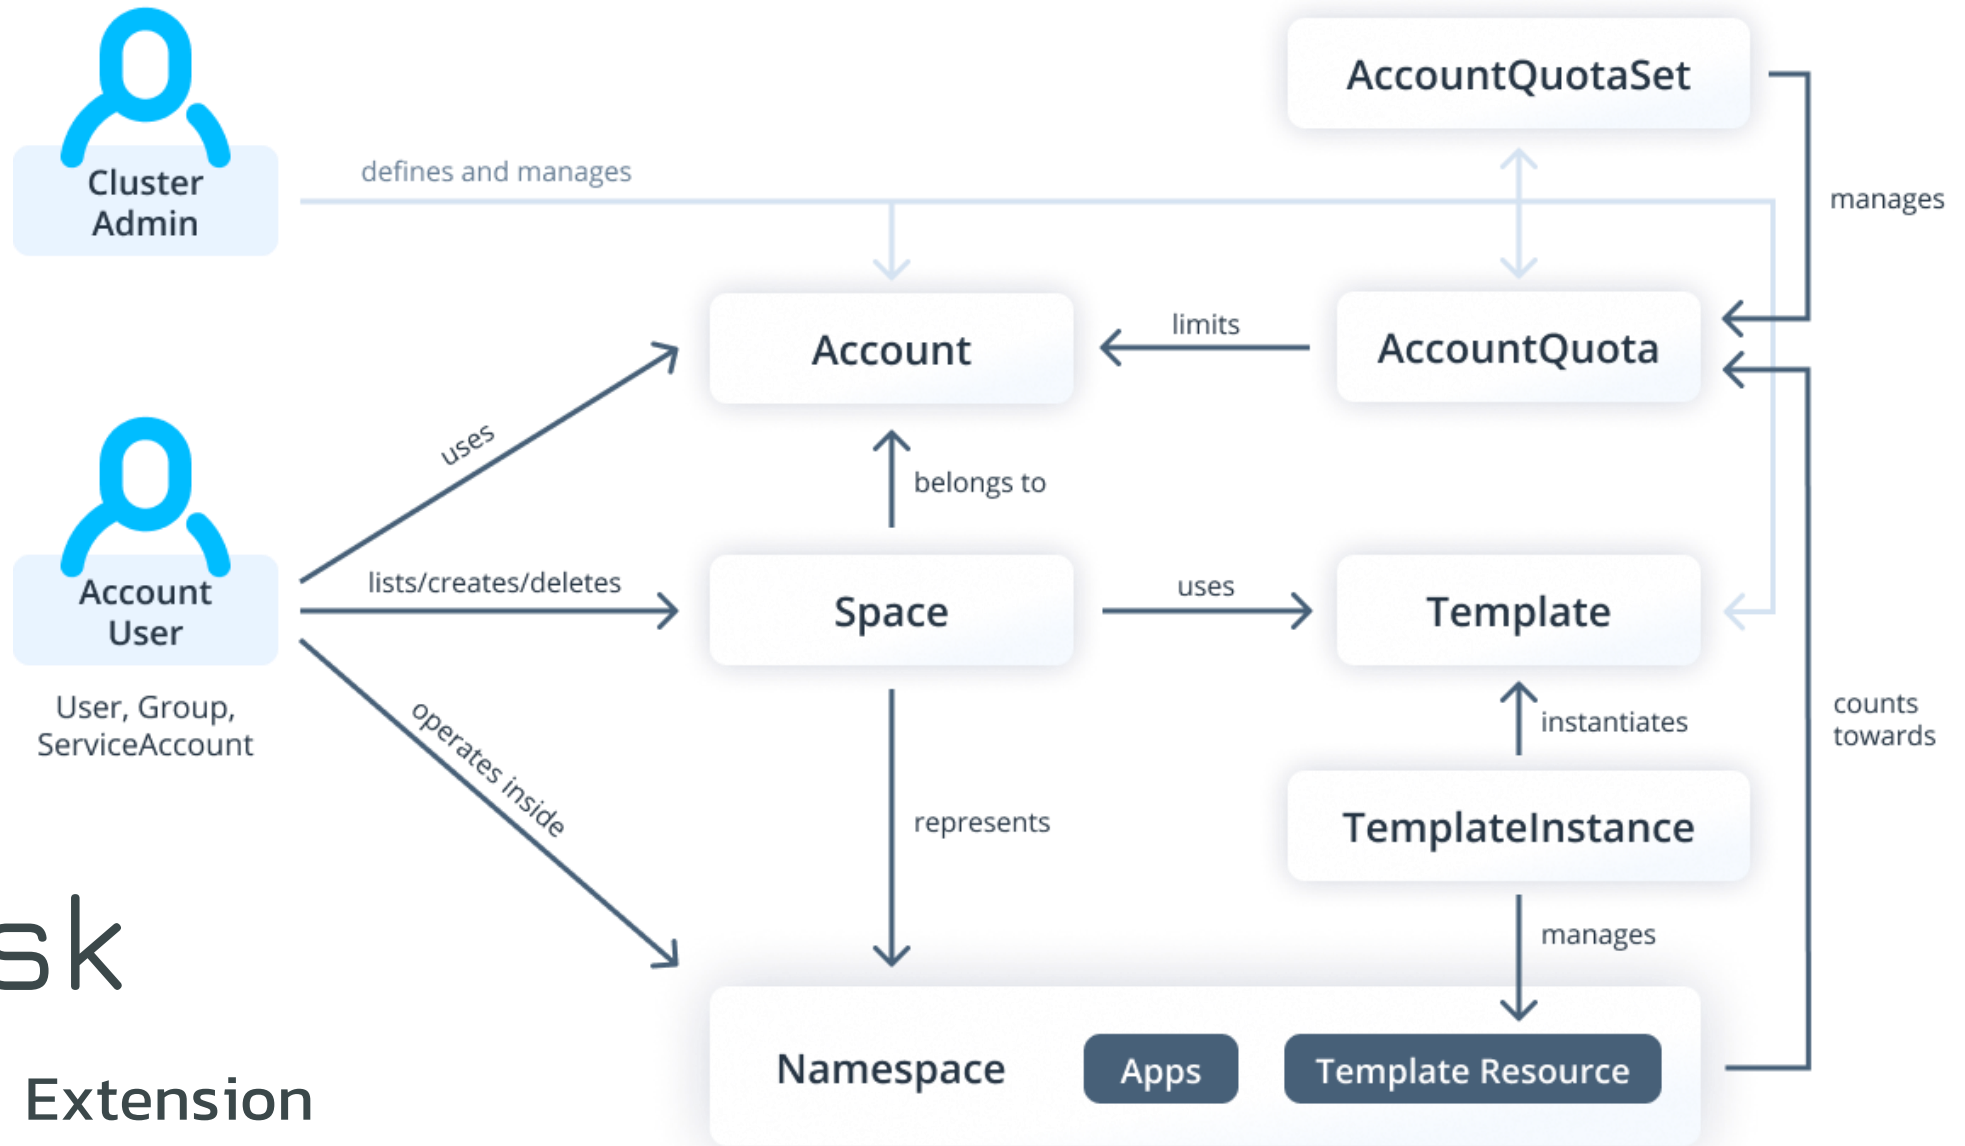 AccountQuotaSet
Cluster
Admin
defines and manages
manages
Account
limits
AccountQuota
uses
belongs to
Account
User
lists/creates/deletes
Space
uses
Template
User, Group,
ServiceAccount
operates inside
instantiates
counts
towards
represents
TemplateInstance
manages
sk
Namespace
Apps
Template Resource
Extension